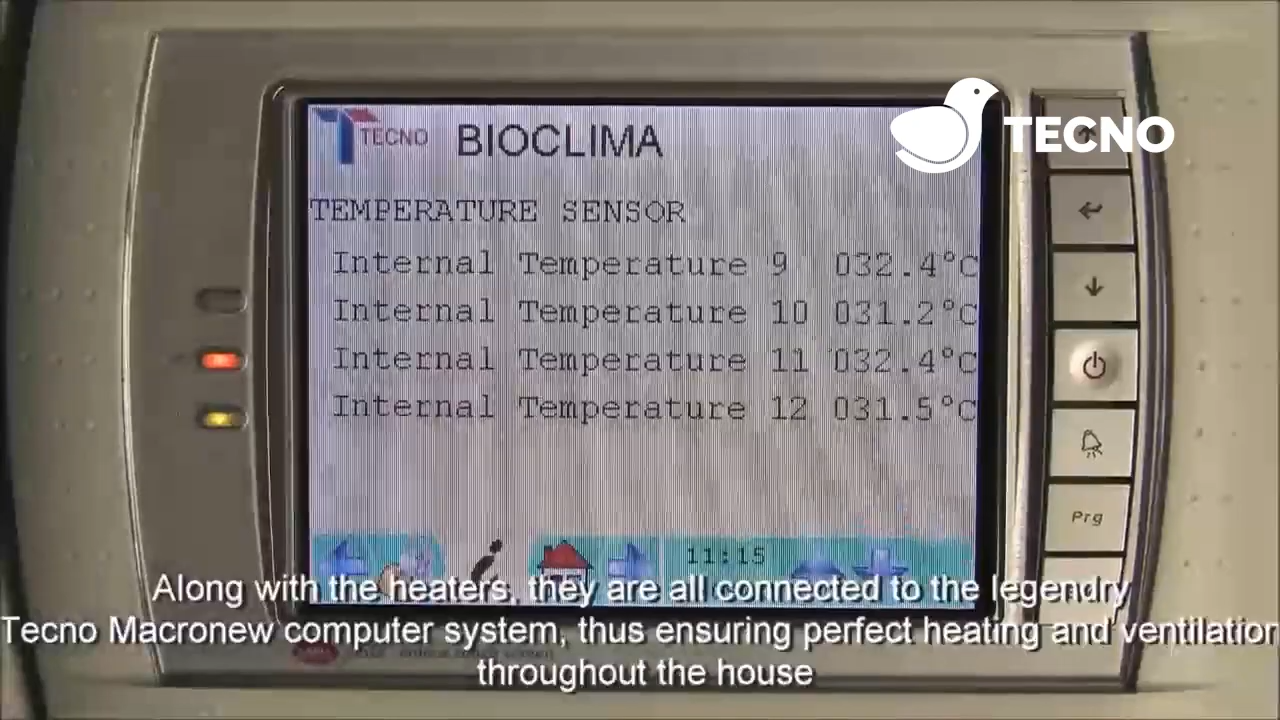 TECNO BIOCLIMA
TECNO
TEMPERATURE SENSOR
Internal Temperature 9 032.4°C
Internal Temperature 10 031.2°C
Internal Temperature 11 032.4°C
Internal Temperature 12 031.5°C
Prg
11:15
Along with the heaters, they are all connected to the legendry
Tecno Macronew computer system, thus ensuring perfect heating and ventilation
throughout the house